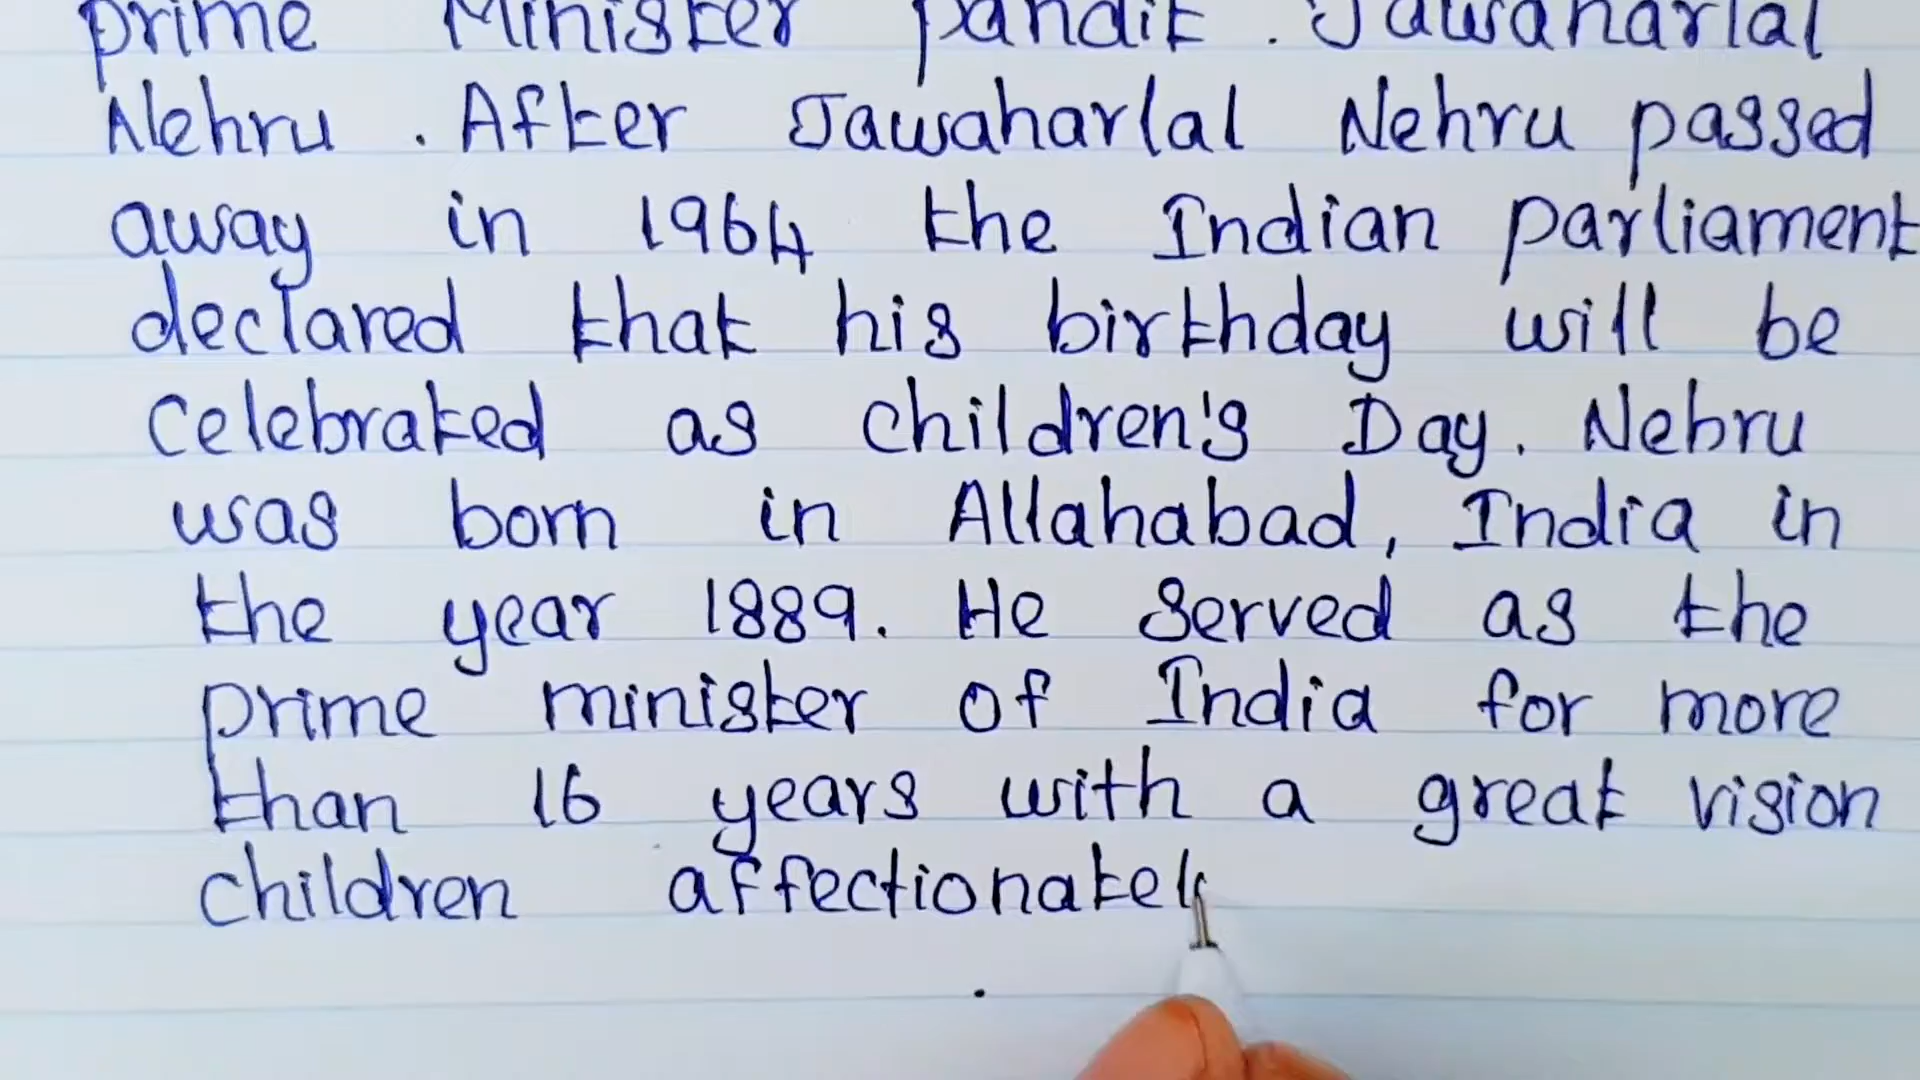 prime Minister pandit . Jawaharlal
Nehru . After Jawaharlal Nehru passed
away in 1964 the Indian parliament
declared that his birthday will be
celebrated as children's Day. Nehru
was born in Allahabad, India in
the year 1889. He served as the
prime minister of India for more
than 16 years with a great vision
children affectionatel